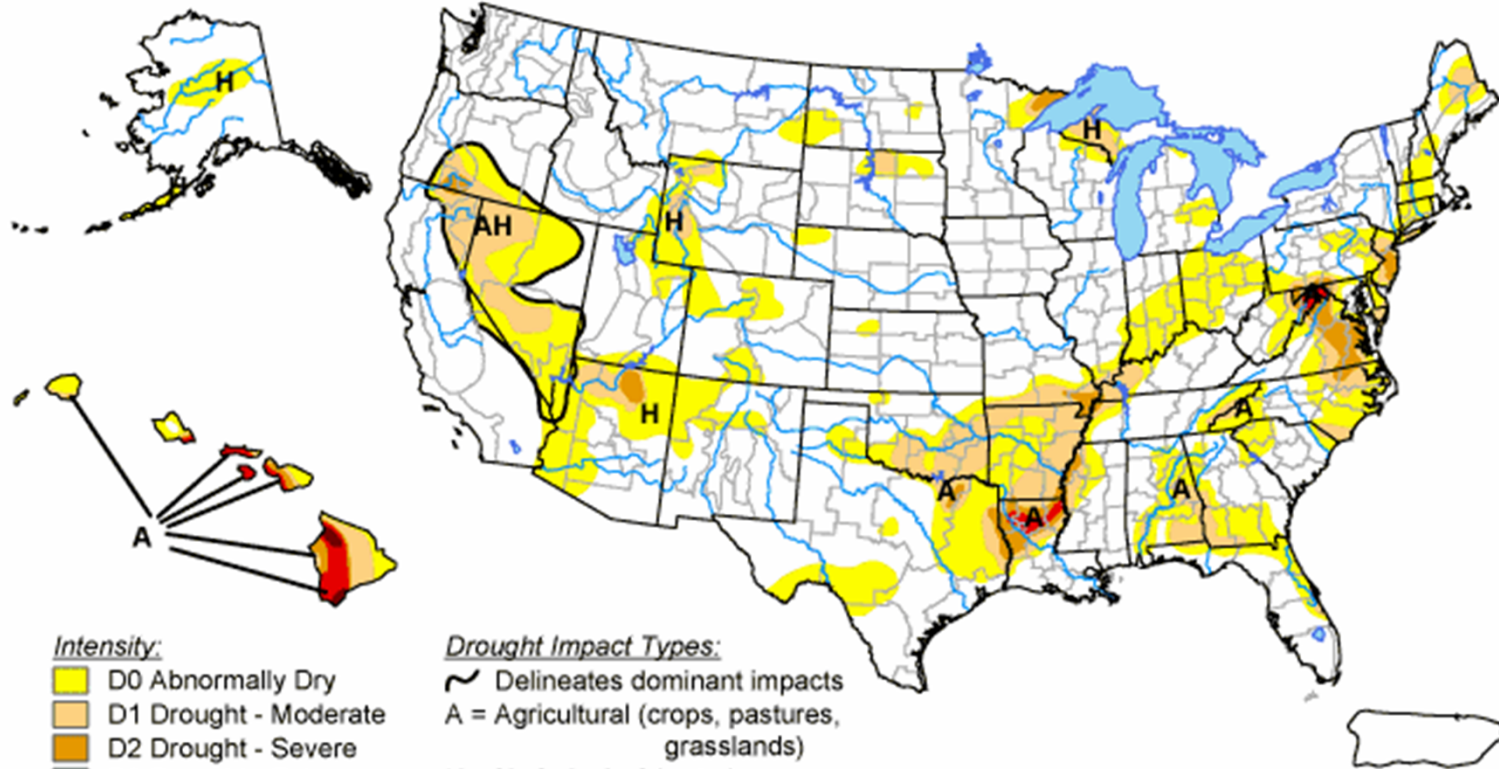 H
H
H
AH
H
H
A
A
A
A
A
Intensity:
D0 Abnormally Dry
D1 Drought - Moderate
D2 Drought - Severe
Drought Impact Types:
Delineates dominant impacts
A = Agricultural (crops, pastures,
grasslands)